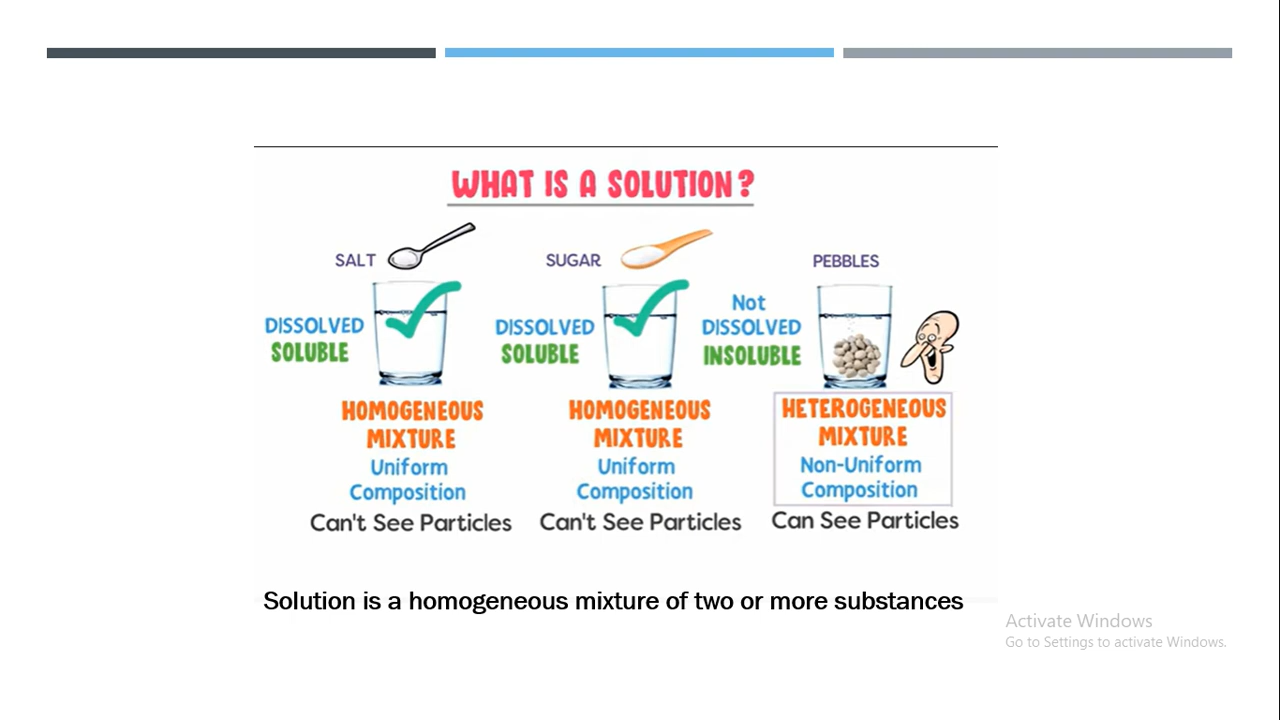 WHAT IS A SOLUTION?
SALT
DISSOLVED
SOLUBLE
HOMOGENEOUS
MIXTURE
Uniform
Composition
Can't See Particles
SUGAR
DISSOLVED
SOLUBLE
HOMOGENEOUS
MIXTURE
Uniform
Composition
Can't See Particles
PEBBLES
Not
DISSOLVED
INSOLUBLE
HETEROGENEOUS
MIXTURE
Non-Uniform
Composition
Can See Particles
Solution is a homogeneous mixture of two or more substances
Activate Windows
Go to Settings to activate Windows.